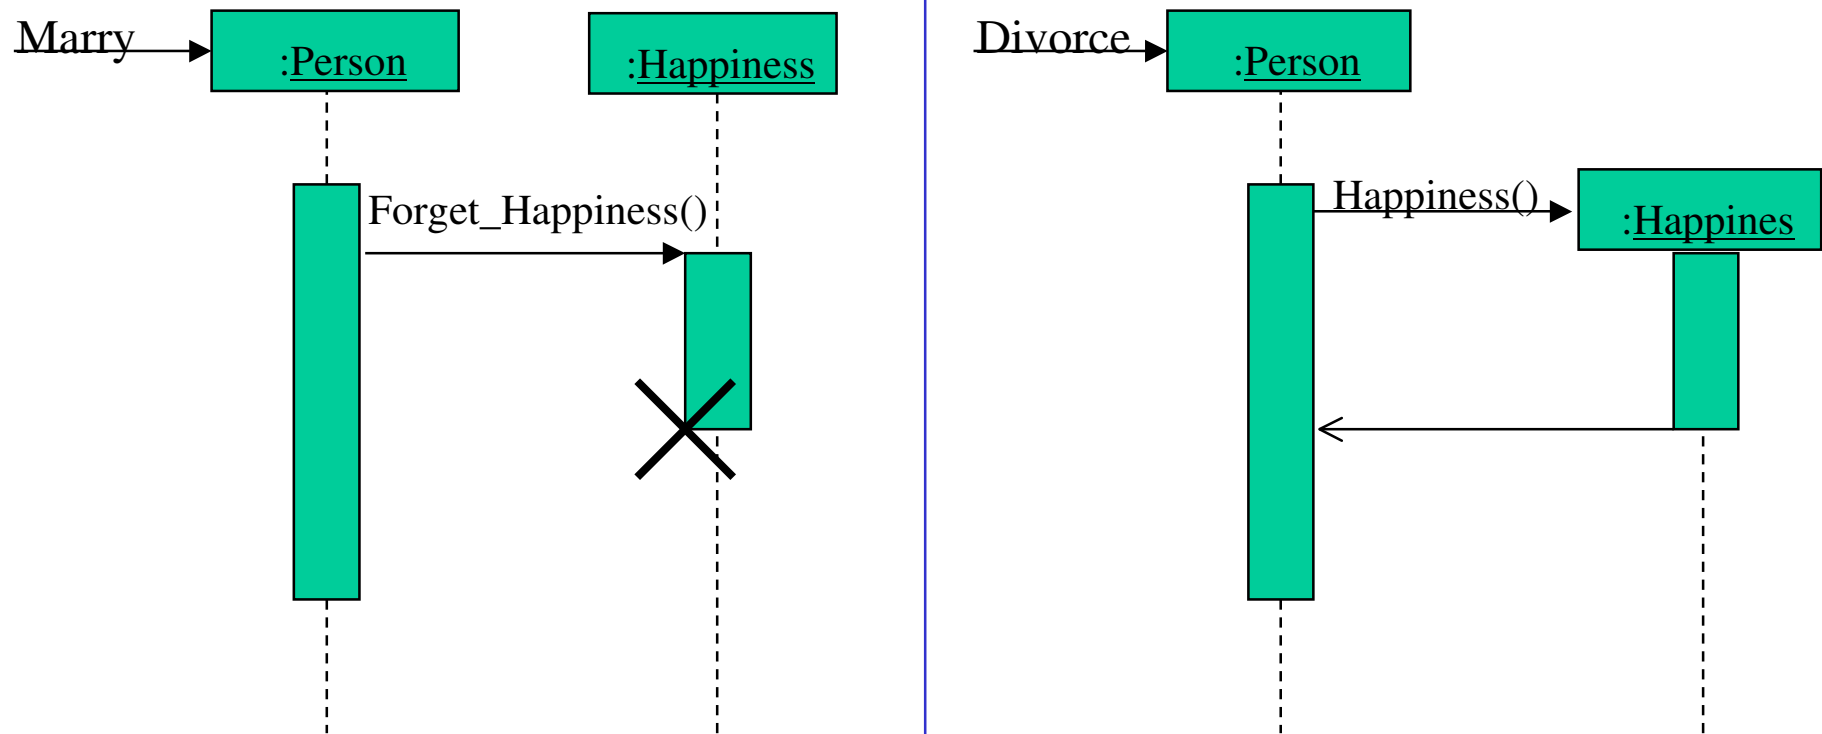 Marry
:Person
:Happiness
Forget_Happiness()
Divorce
:Person
Happiness()
:Happines